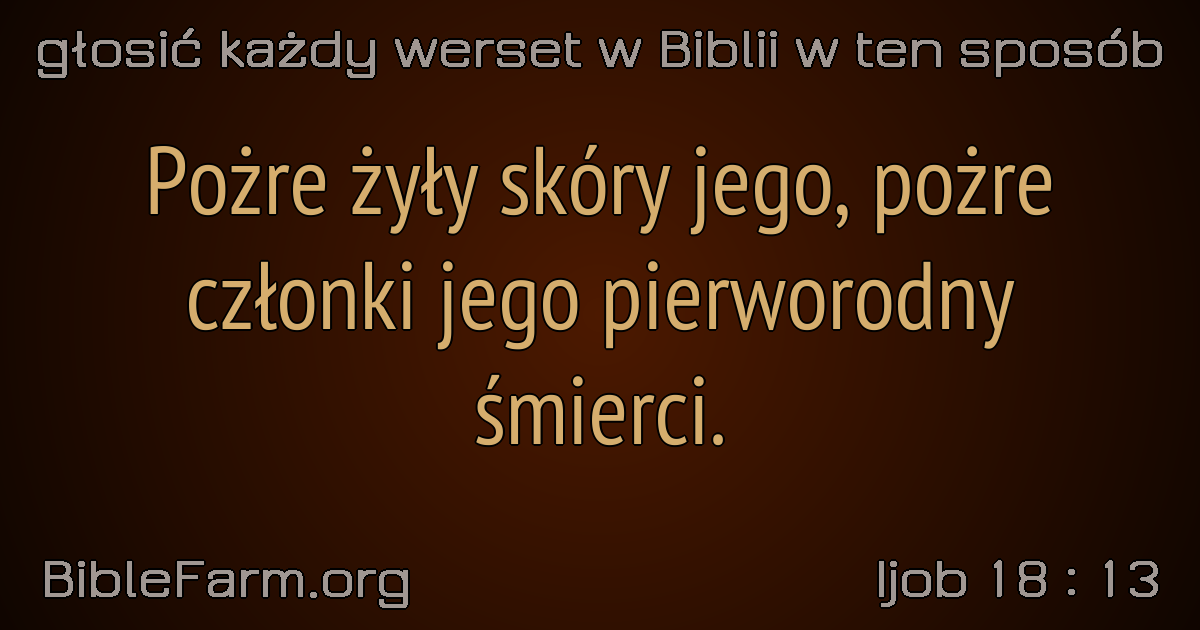 głosić każdy werset w Biblii w ten sposób
Pożre żyły skóry jego, pożre
członki jego pierworodny
śmierci.
BibleFarm.org
Ijob 18 : 13